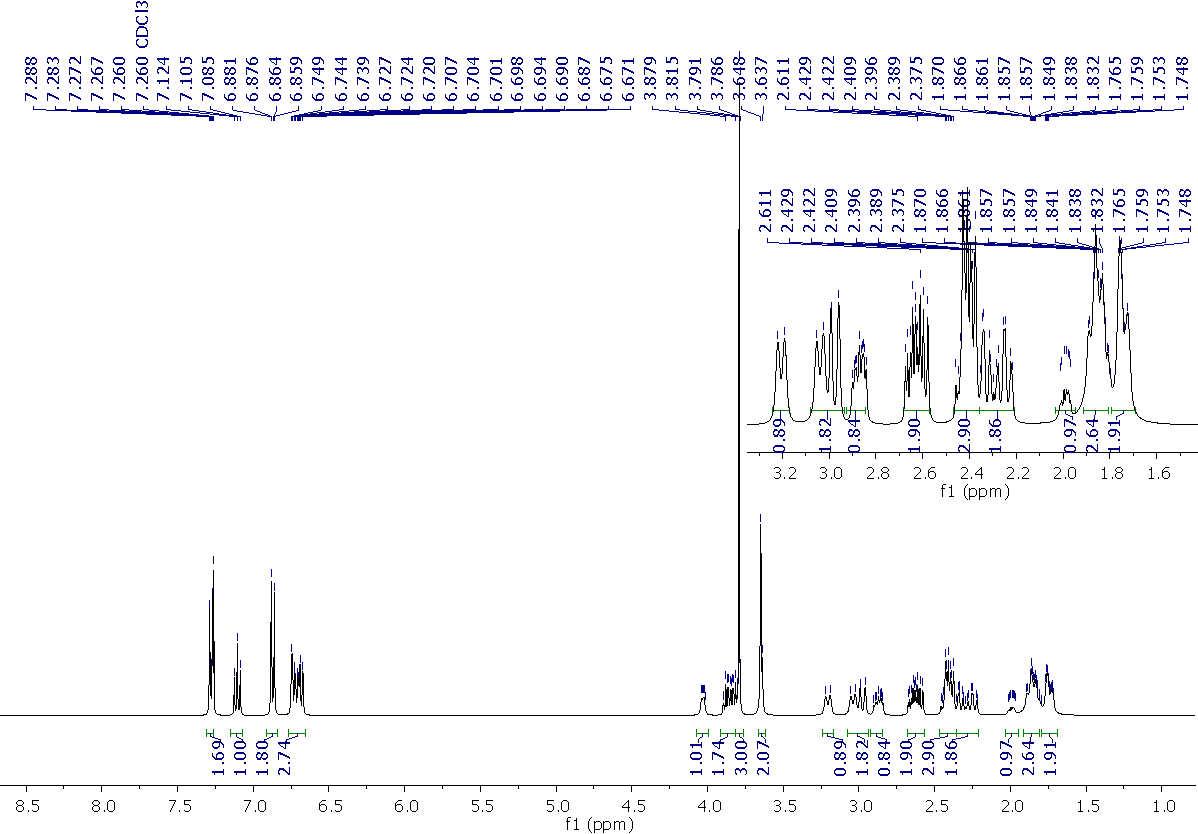 7.288 7.283 7.272 7.267 7.260 7.260 CDCl3 7.124 7.105 7.085 6.881 6.876 6.864 6.859 6.749 6.744 6.739 6.727 6.724 6.720 6.707 6.704 6.701 6.698 6.694 6.690 6.687 6.675 6.671 3.879 3.815 3.791 3.786 3.648 3.637 2.611 2.429 2.422 2.409 2.396 2.389 2.375 1.870 1.866 1.861 1.857 1.857 1.849 1.838 1.832 1.765 1.759 1.753 1.748
2.611 2.429 2.422 2.409 2.396 2.389 2.375 1.870 1.866 1.861 1.857 1.857 1.849 1.841 1.838 1.832 1.765 1.759 1.753 1.748
0.89 1.82 0.84 1.90 2.90 1.86 0.97 2.64 1.91
3.2 3.0 2.8 2.6 2.4 2.2 2.0 1.8 1.6
f1 (ppm)
1.69 1.00 1.80 2.74 1.01 1.74 3.00 2.07 0.89 1.82 0.84 1.90 2.90 1.86 0.97 2.64 1.91
8.5 8.0 7.5 7.0 6.5 6.0 5.5 5.0 4.5 4.0 3.5 3.0 2.5 2.0 1.5 1.0
f1 (ppm)